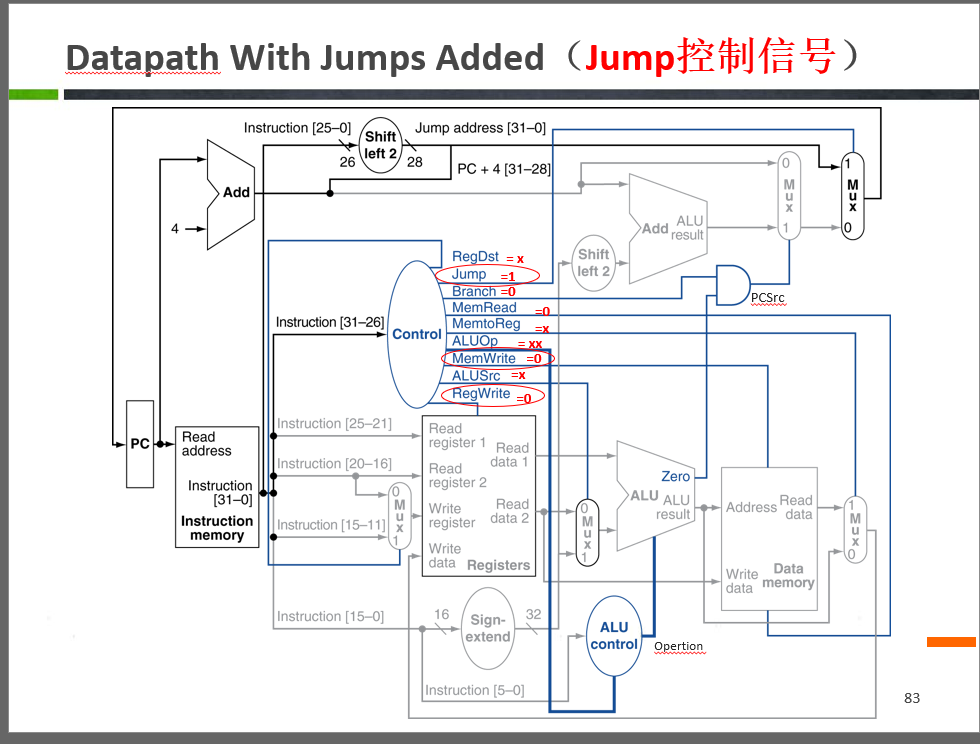 Datapath With Jumps Added（Jump控制信号）
Instruction [25–0]
Shift
left 2
Jump address [31–0]
26
28
PC + 4 [31–28]
Add
4
0
M
u
x
1
1
M
u
x
0
Add
ALU
result
Shift
left 2
RegDst = x
Jump =1
Branch =0
MemRead =0
MemtoReg =x
ALUOp = xx
MemWrite =0
ALUSrc =x
RegWrite =0
PCSrc
Instruction [31–26]
Control
PC
Read
address
Instruction
[31–0]
Instruction
memory
Instruction [25–21]
Instruction [20–16]
Instruction [15–11]
0
M
u
x
1
Read
register 1
Read
register 2
Write
register
Write
data
Read
data 1
Read
data 2
Registers
0
M
u
x
1
Zero
ALU
ALU
result
Address
Read
data
Write
data
Data
memory
1
M
u
x
0
Instruction [15–0]
16
Sign-
extend
32
ALU
control
Opertion
Instruction [5–0]
83